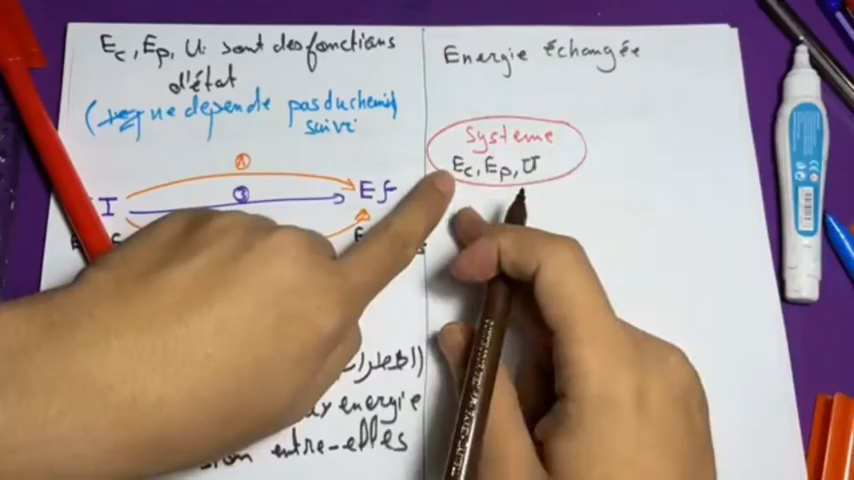 Ec, Ep, U sont des fonctions
d'état
( ne depende pas du chemin)
suivi
A
B
I
Ef
energie
entre-elles
Energie échangée
Système
Ec, Ep, U